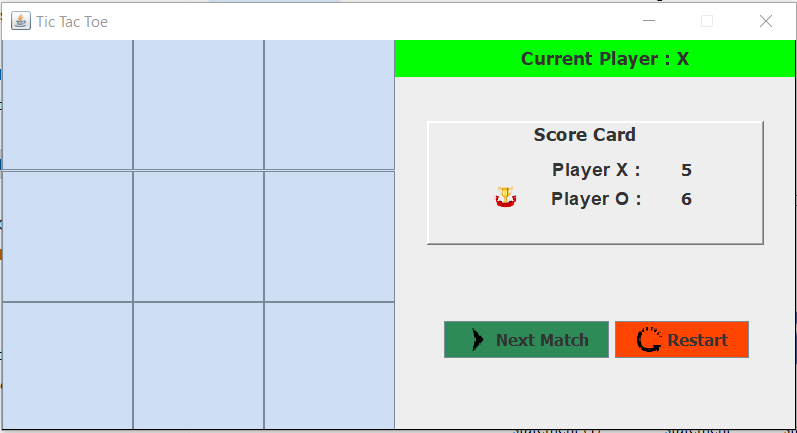 Tic Tac Toe
Current Player : X
Score Card
Player X : 5
Player O : 6
Next Match
Restart